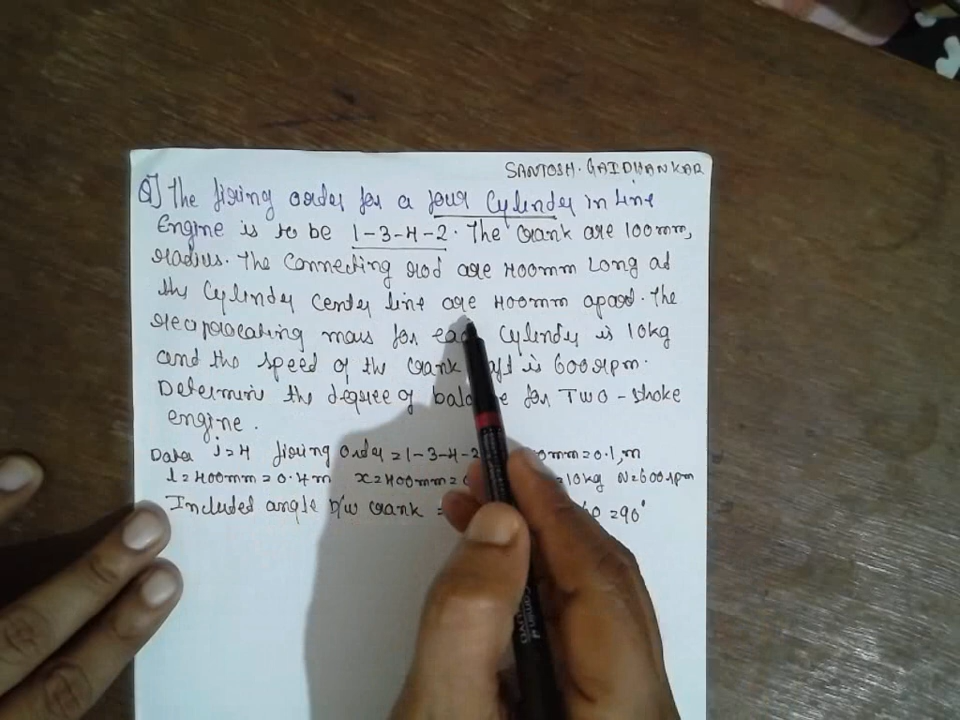 SANTOSH. GAIDHANKAR
Q] The firing order for a four cylinder in line
Engine is to be 1-3-4-2. The crank are 100mm,
radius. The connecting rod are 400mm Long ad
the cylinder center line are 400mm apart. The
reciprocating mass for each cylinder is 10kg
and the speed of the crank shaft is 600rpm.
Determine the degree of balance for Two-stroke
engine.
Data i=4 firing order = 1-3-4-2 mm=0.1,m
l=400mm=0.4m x=400mm= =10kg N=600rpm
Included angle b/w crank = =90°